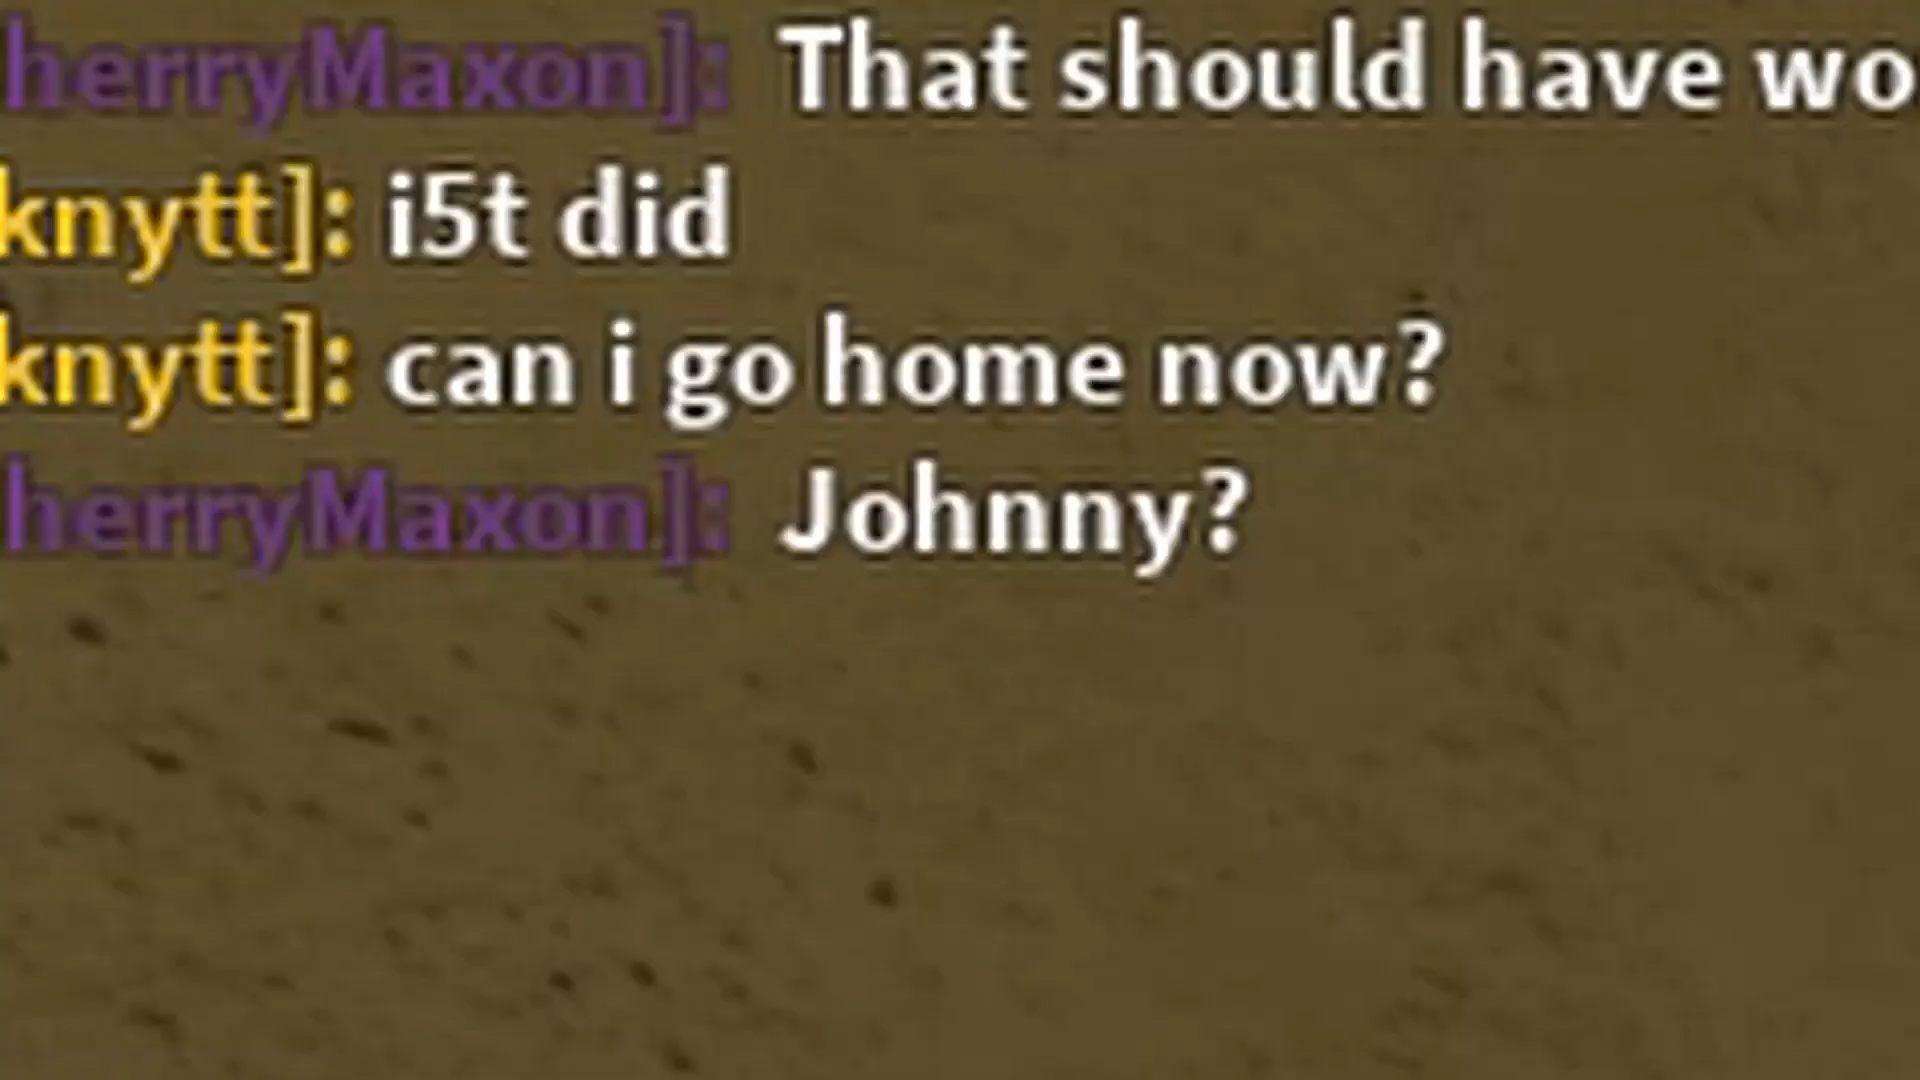 herryMaxon]: That should have wo
knytt]: i5t did
knytt]: can i go home now?
herryMaxon]: Johnny?